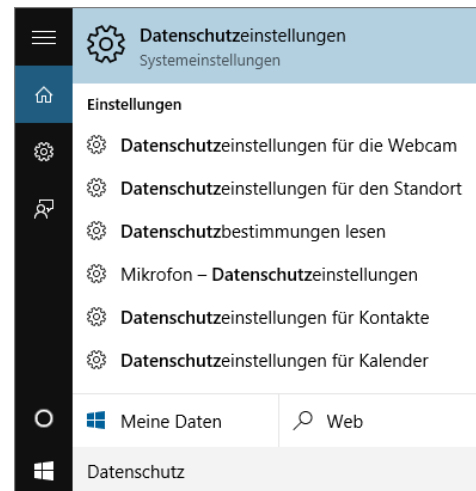 Datenschutzeinstellungen
Systemeinstellungen
Einstellungen
Datenschutzeinstellungen für die Webcam
Datenschutzeinstellungen für den Standort
Datenschutzbestimmungen lesen
Mikrofon – Datenschutzeinstellungen
Datenschutzeinstellungen für Kontakte
Datenschutzeinstellungen für Kalender
Meine Daten Web
Datenschutz